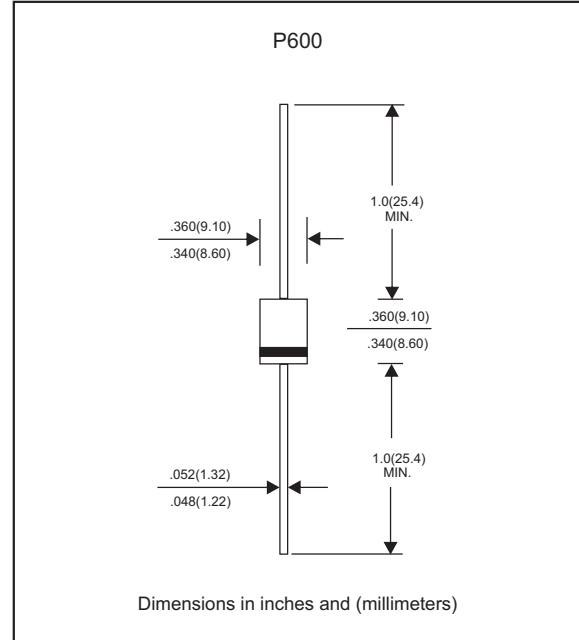 P600
1.0(25.4)
MIN.
.360(9.10)
.340(8.60)
.360(9.10)
.340(8.60)
1.0(25.4)
MIN.
.052(1.32)
.048(1.22)
Dimensions in inches and (millimeters)